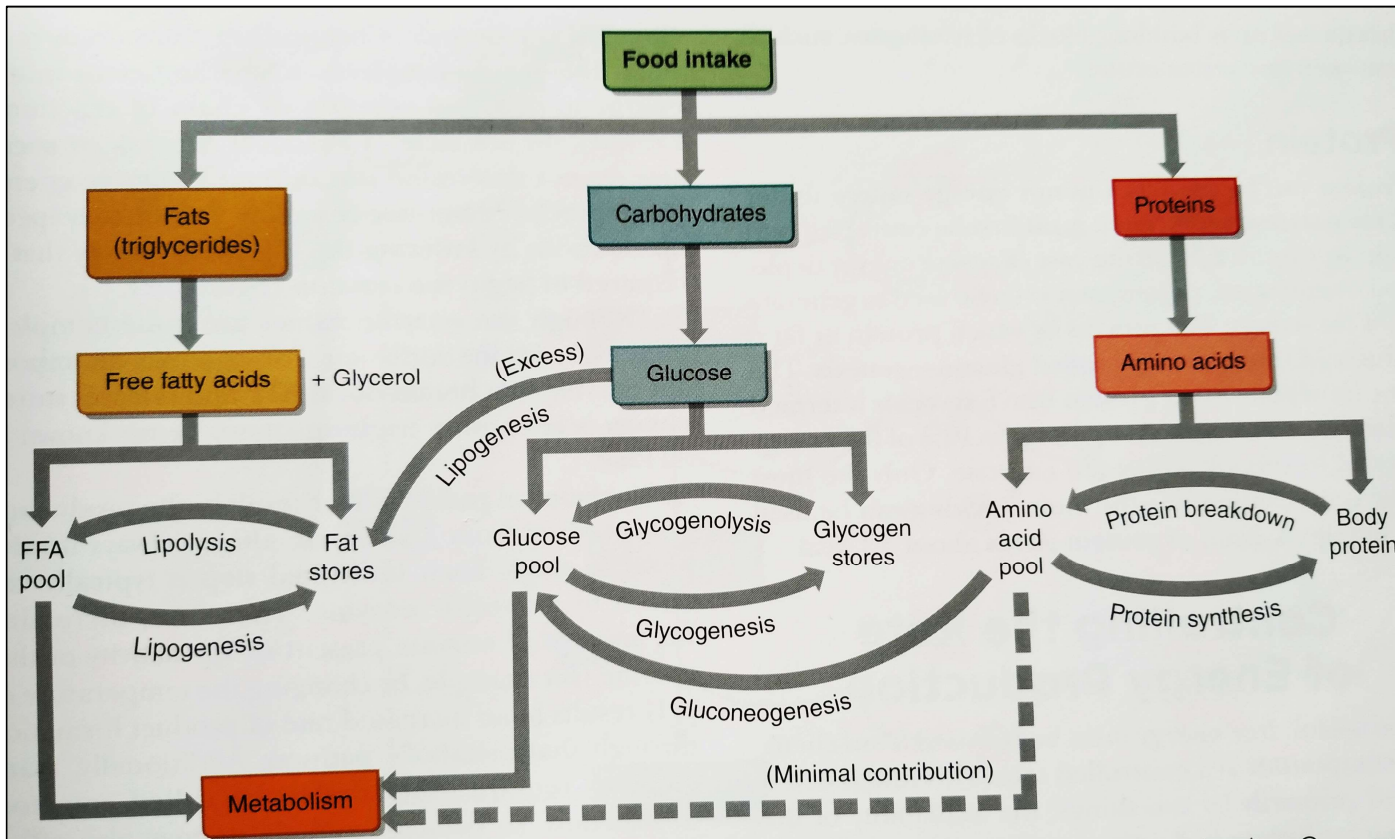 Food intake
Fats
(triglycerides)
Carbohydrates
Proteins
Free fatty acids
+ Glycerol
(Excess)
Lipogenesis
Glucose
Amino acids
FFA
pool
Lipolysis
Lipogenesis
Fat
stores
Glucose
pool
Glycogenolysis
Glycogenesis
Glycogen
stores
Gluconeogenesis
Amino
acid
pool
Protein breakdown
Protein synthesis
Body
protein
(Minimal contribution)
Metabolism